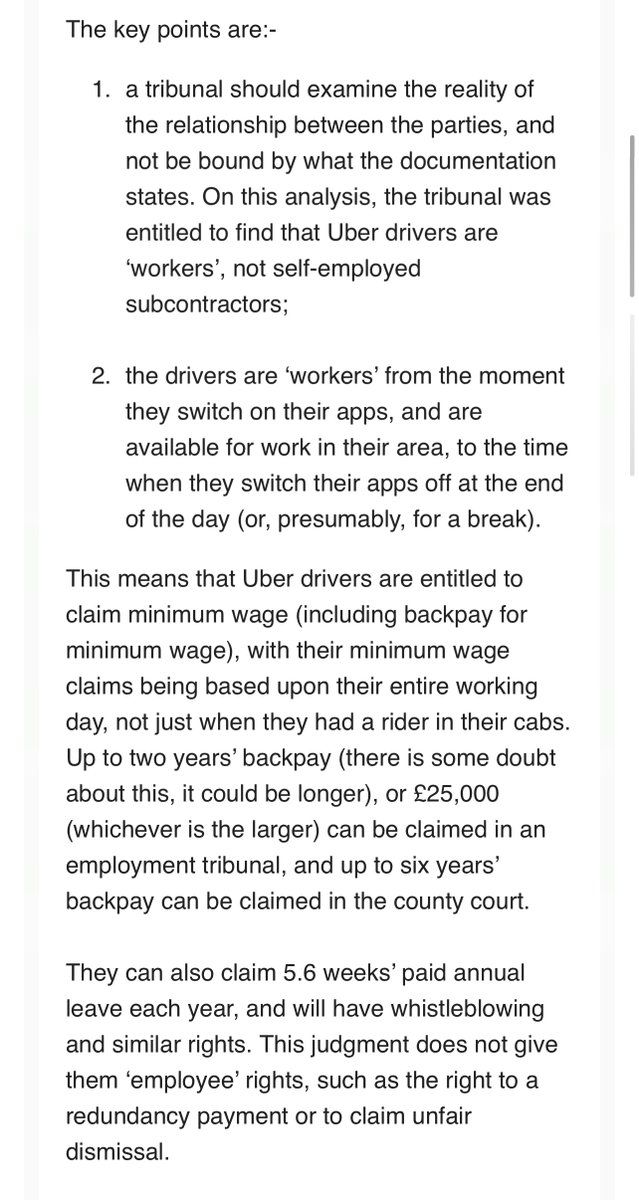 The key points are:-
1. a tribunal should examine the reality of
the relationship between the parties, and
not be bound by what the documentation
states. On this analysis, the tribunal was
entitled to find that Uber drivers are
‘workers’, not self-employed
subcontractors;
2. the drivers are ‘workers’ from the moment
they switch on their apps, and are
available for work in their area, to the time
when they switch their apps off at the end
of the day (or, presumably, for a break).
This means that Uber drivers are entitled to
claim minimum wage (including backpay for
minimum wage), with their minimum wage
claims being based upon their entire working
day, not just when they had a rider in their cabs.
Up to two years’ backpay (there is some doubt
about this, it could be longer), or £25,000
(whichever is the larger) can be claimed in an
employment tribunal, and up to six years’
backpay can be claimed in the county court.
They can also claim 5.6 weeks’ paid annual
leave each year, and will have whistleblowing
and similar rights. This judgment does not give
them ‘employee’ rights, such as the right to a
redundancy payment or to claim unfair
dismissal.